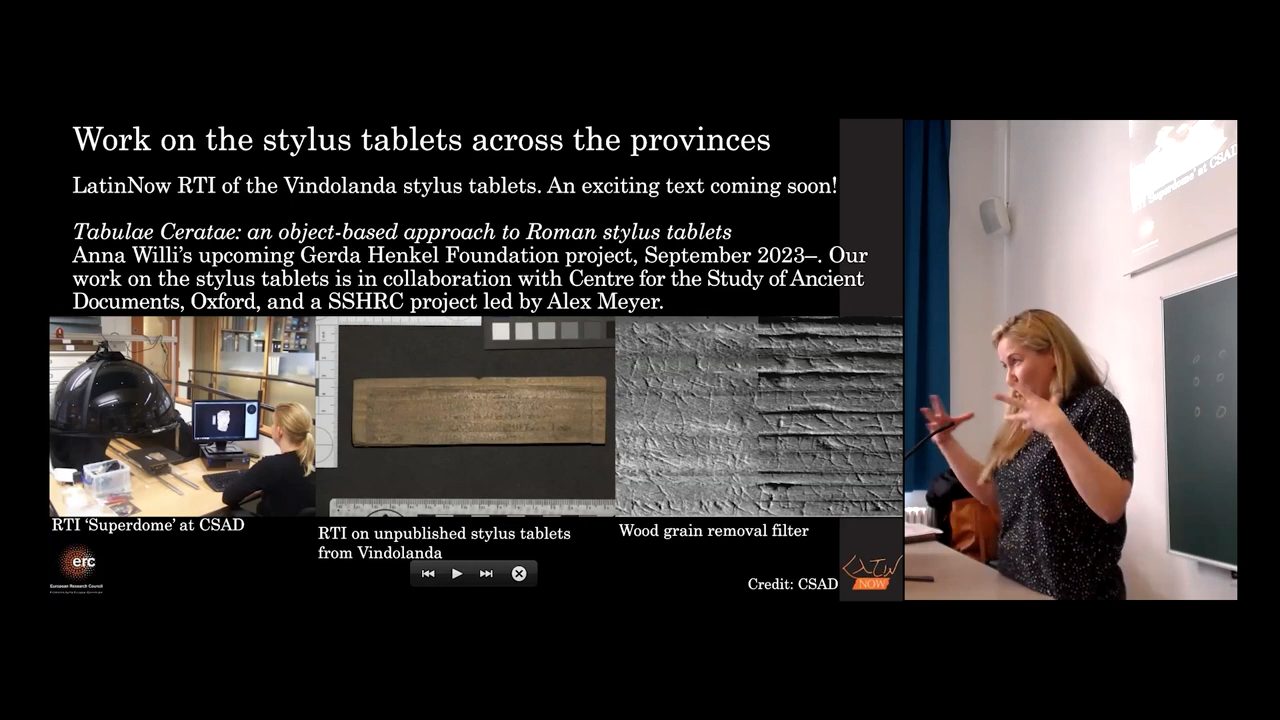 Work on the stylus tablets across the provinces
LatinNow RTI of the Vindolanda stylus tablets. An exciting text coming soon!
Tabulae Ceratae: an object-based approach to Roman stylus tablets
Anna Willi’s upcoming Gerda Henkel Foundation project, September 2023–. Our
work on the stylus tablets is in collaboration with Centre for the Study of Ancient
Documents, Oxford, and a SSHRC project led by Alex Meyer.
RTI ‘Superdome’ at CSAD
RTI on unpublished stylus tablets
from Vindolanda
Wood grain removal filter
erc
European Research Council
Credit: CSAD
LATIN
NOW
'Superdome' at CSAD